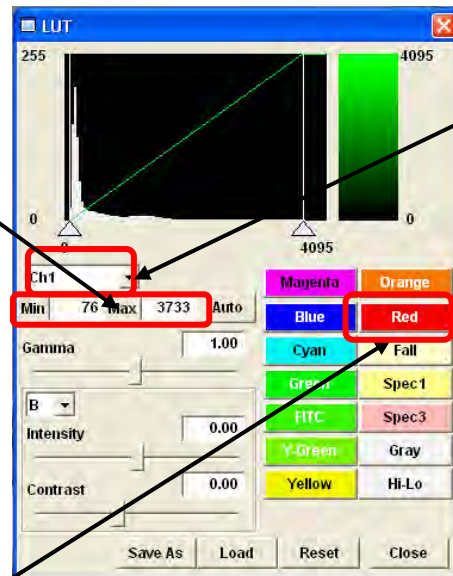 LUT
255
4095
0
0
0
4095
Ch1
Min 76 Max 3733 Auto
Gamma 1.00
B
Intensity 0.00
Contrast 0.00
Magenta Orange
Blue Red
Cyan Fall
Green Spec1
FITC Spec3
Y-Green Gray
Yellow Hi-Lo
Save As Load Reset Close